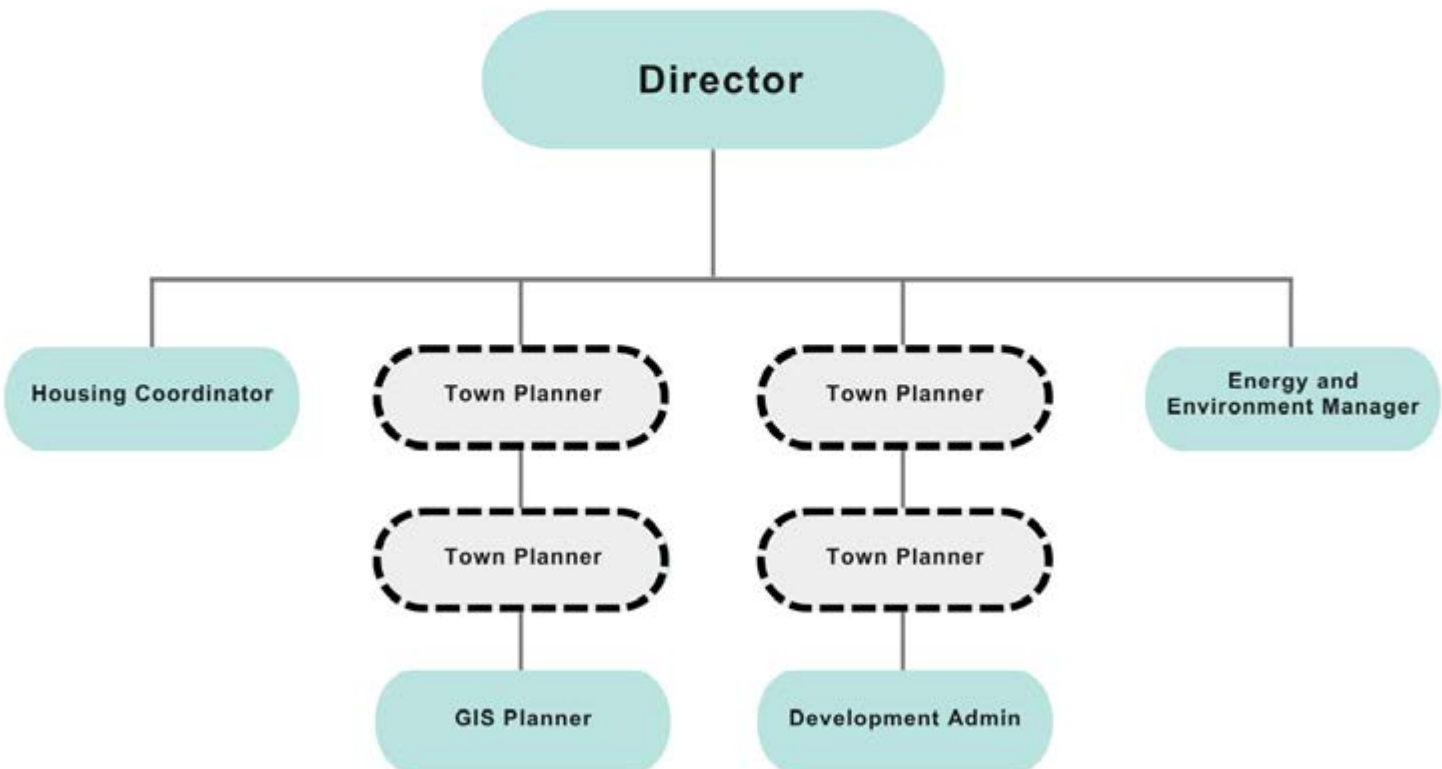 Director
Housing Coordinator
Town Planner
Town Planner
Energy and
Environment Manager
Town Planner
Town Planner
GIS Planner
Development Admin